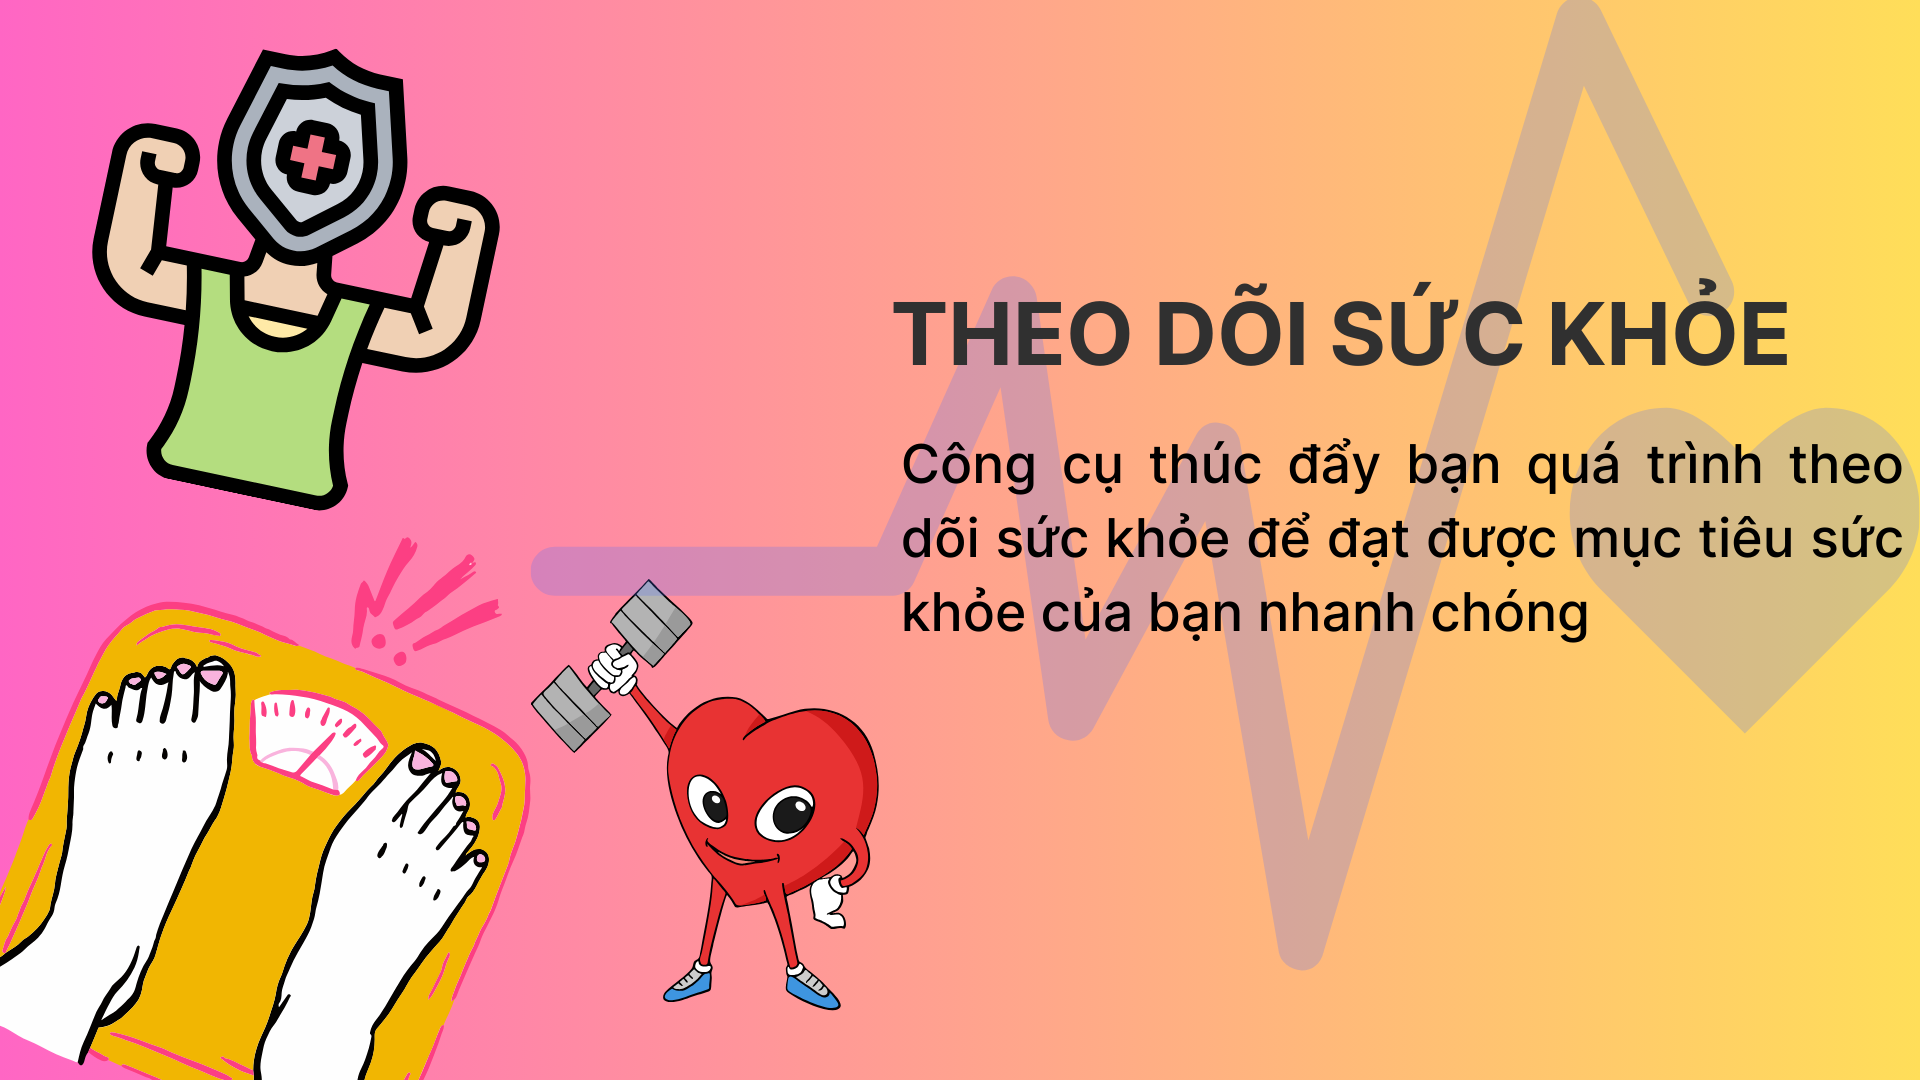 THEO DÕI SỨC KHỎE
Công cụ thúc đẩy bạn quá trình theo
dõi sức khỏe để đạt được mục tiêu sức
khỏe của bạn nhanh chóng